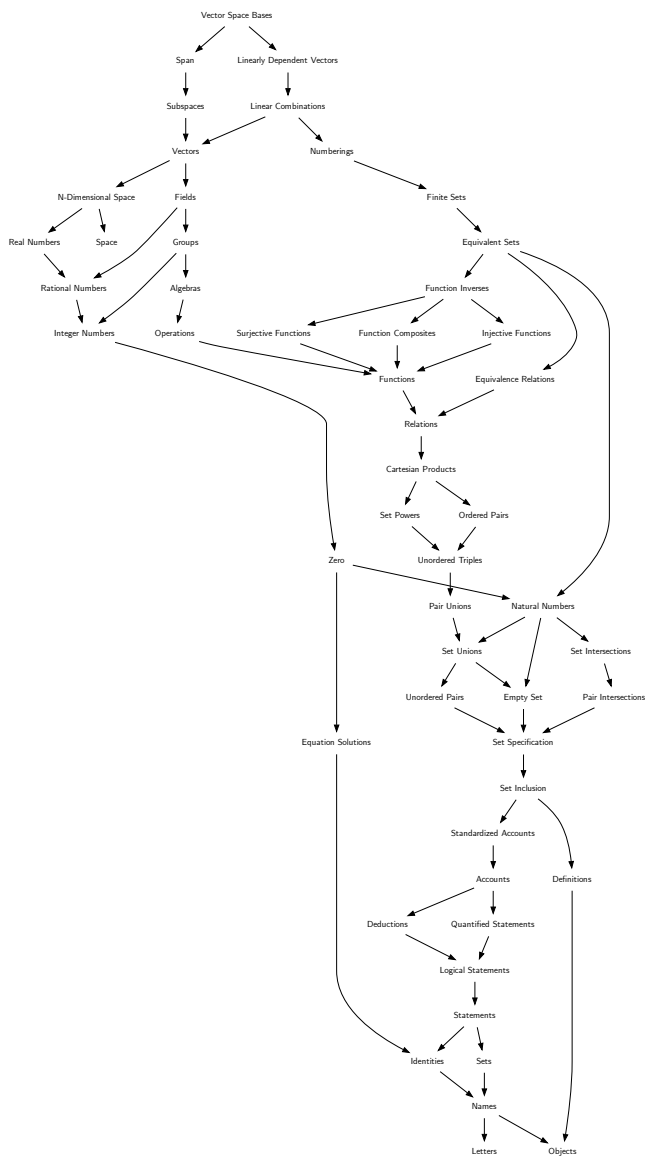 Vector Space Bases
Span
Linearly Dependent Vectors
Subspaces
Linear Combinations
Vectors
Numberings
N-Dimensional Space
Fields
Finite Sets
Real Numbers
Space
Groups
Equivalent Sets
Rational Numbers
Algebras
Function Inverses
Integer Numbers
Operations
Surjective Functions
Function Composites
Injective Functions
Functions
Equivalence Relations
Relations
Cartesian Products
Set Powers
Ordered Pairs
Zero
Unordered Triples
Pair Unions
Natural Numbers
Set Unions
Set Intersections
Unordered Pairs
Empty Set
Pair Intersections
Equation Solutions
Set Specification
Set Inclusion
Standardized Accounts
Accounts
Definitions
Deductions
Quantified Statements
Logical Statements
Statements
Identities
Sets
Names
Letters
Objects